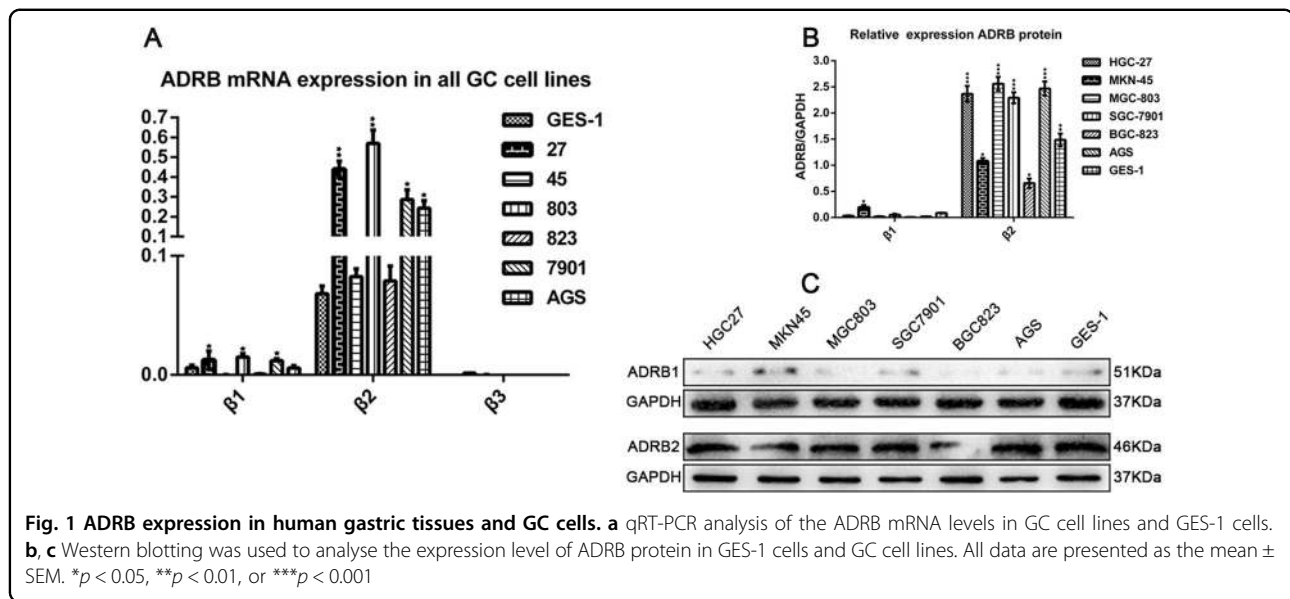 A
ADRB mRNA expression in all GC cell lines
0.7
0.6
0.5
0.4
0.3
0.2
0.1
0.1
0.0
β1
β2
β3
GES-1
27
45
803
823
7901
AGS
B
Relative expression ADRB protein
ADRB/GAPDH
3.0
2.5
2.0
1.5
1.0
0.5
0.0
β1
β2
HGC-27
MKN-45
MGC-803
SGC-7901
BGC-823
AGS
GES-1
C
HGC27 MKN45 MGC803 SGC7901 BGC823 AGS GES-1
ADRB1 51KDa
GAPDH 37KDa
ADRB2 46KDa
GAPDH 37KDa
Fig. 1 ADRB expression in human gastric tissues and GC cells. a qRT-PCR analysis of the ADRB mRNA levels in GC cell lines and GES-1 cells.
b, c Western blotting was used to analyse the expression level of ADRB protein in GES-1 cells and GC cell lines. All data are presented as the mean ±
SEM. *p < 0.05, **p < 0.01, or ***p < 0.001